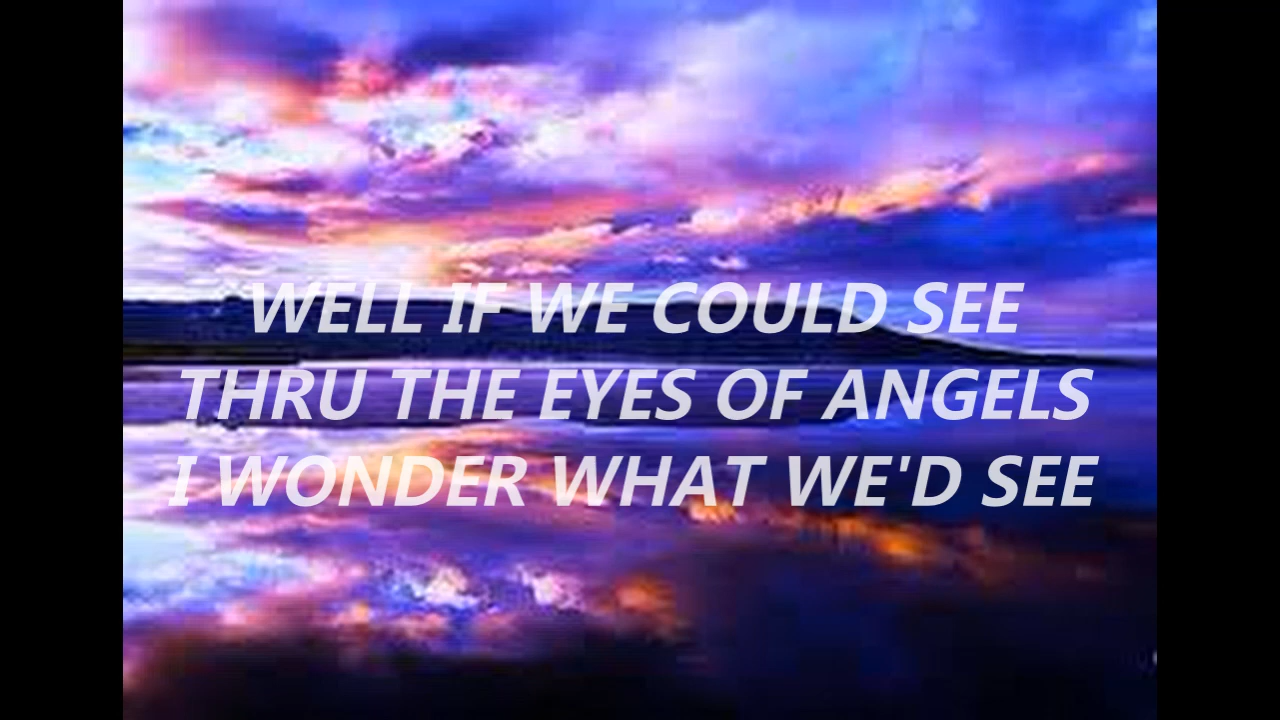 WELL IF WE COULD SEE
THRU THE EYES OF ANGELS
I WONDER WHAT WE'D SEE